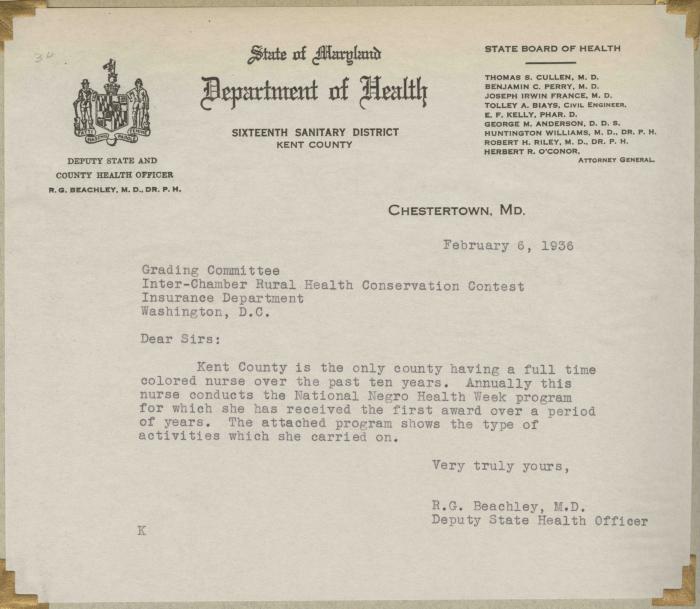 34
State of Maryland
Department of Health
SIXTEENTH SANITARY DISTRICT
KENT COUNTY
DEPUTY STATE AND
COUNTY HEALTH OFFICER
R. G. BEACHLEY, M. D., DR. P. H.
STATE BOARD OF HEALTH
THOMAS S. CULLEN, M. D.
BENJAMIN C. PERRY, M. D.
JOSEPH IRWIN FRANCE, M. D.
TOLLEY A. BIAYS, CIVIL ENGINEER.
E. F. KELLY, PHAR. D.
GEORGE M. ANDERSON, D. D. S.
HUNTINGTON WILLIAMS, M. D., DR. P. H.
ROBERT H. RILEY, M. D., DR. P. H.
HERBERT R. O'CONOR,
ATTORNEY GENERAL.
CHESTERTOWN, MD.
February 6, 1936
Grading Committee
Inter-Chamber Rural Health Conservation Contest
Insurance Department
Washington, D.C.
Dear Sirs:
Kent County is the only county having a full time
colored nurse over the past ten years. Annually this
nurse conducts the National Negro Health Week program
for which she has received the first award over a period
of years. The attached program shows the type of
activities which she carried on.
Very truly yours,
R.G. Beachley, M.D.
Deputy State Health Officer
K